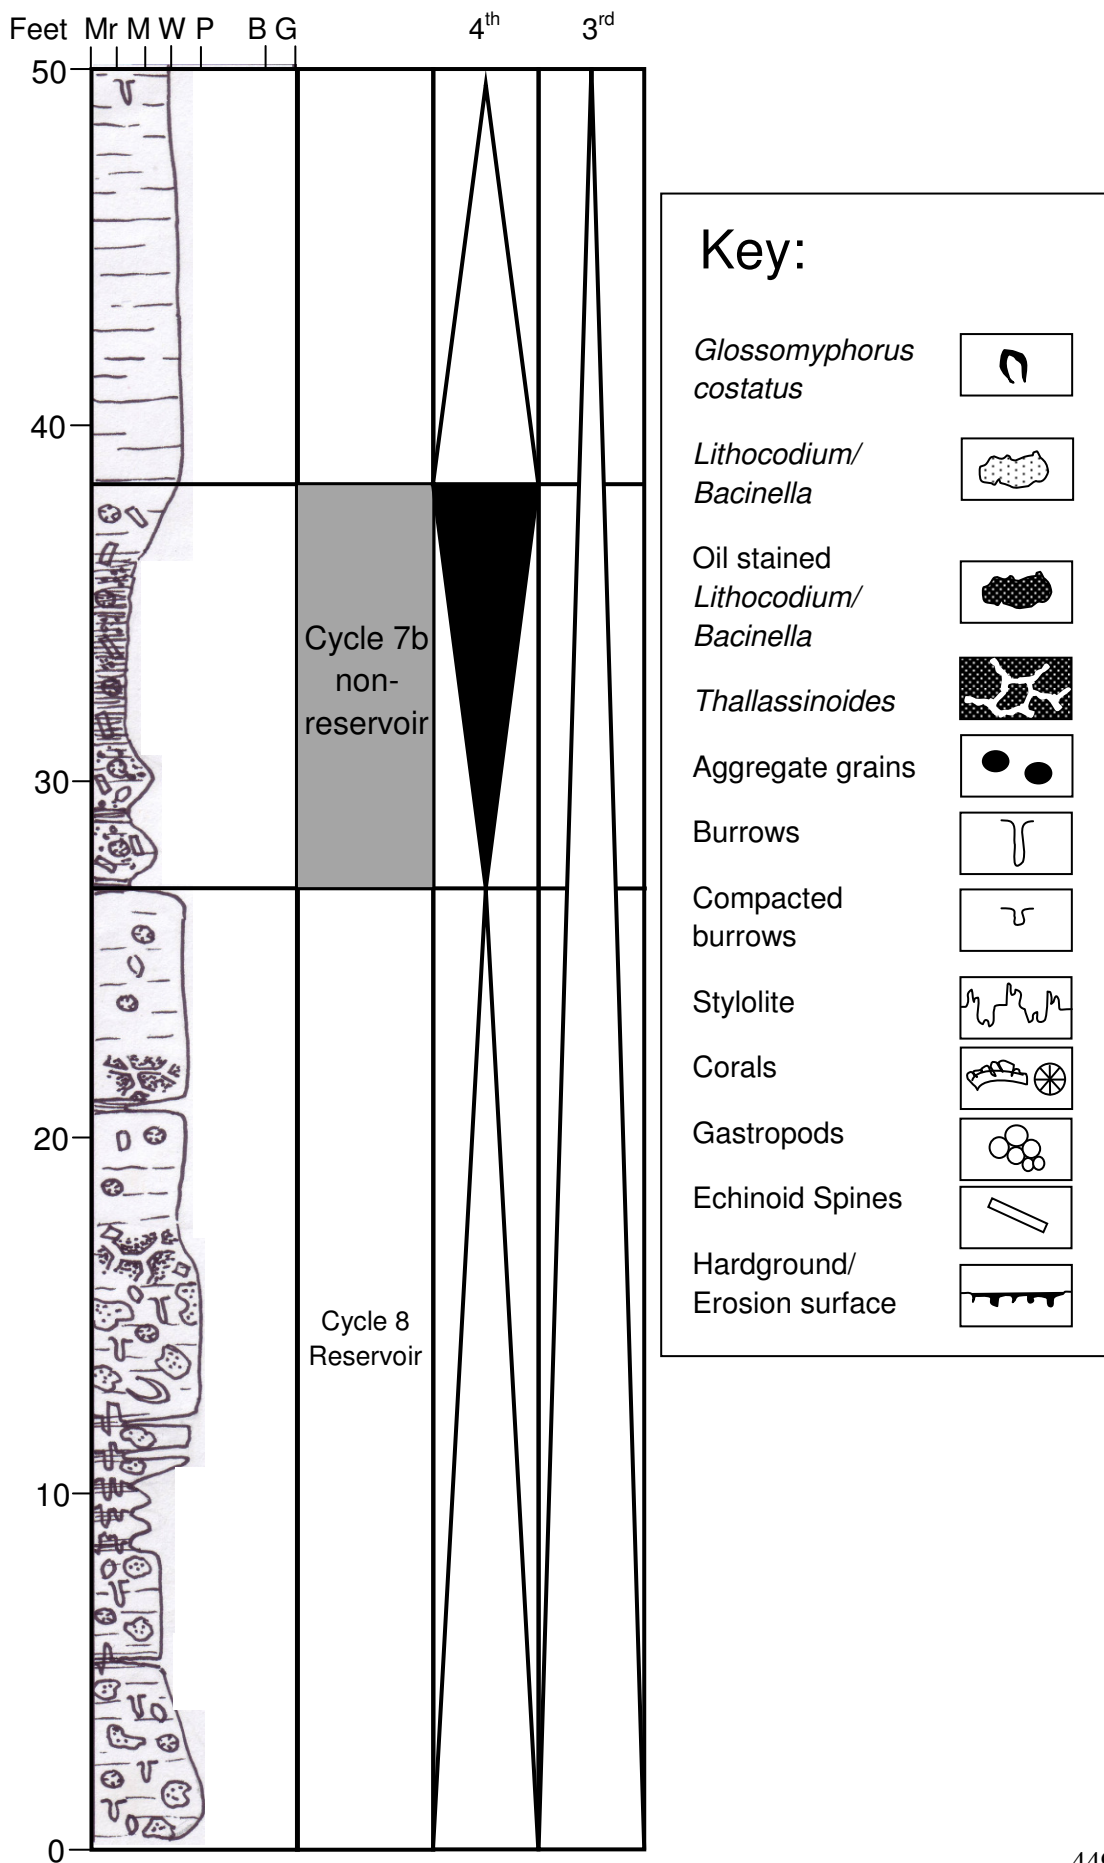 Feet Mr M W P B G 4th 3rd
50
40
30
20
10
0
Cycle 7b
non-
reservoir
Cycle 8
Reservoir
Key:
Glossomyphorus
costatus
Lithocodium/
Bacinella
Oil stained
Lithocodium/
Bacinella
Thallassinoides
Aggregate grains
Burrows
Compacted
burrows
Stylolite
Corals
Gastropods
Echinoid Spines
Hardground/
Erosion surface